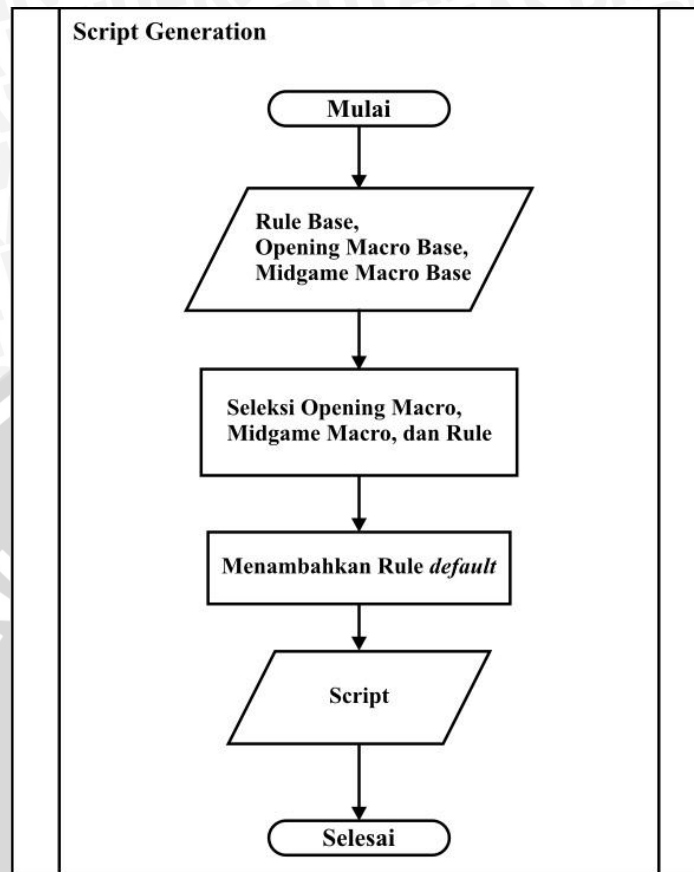 Script Generation
Mulai
Rule Base,
Opening Macro Base,
Midgame Macro Base
Seleksi Opening Macro,
Midgame Macro, dan Rule
Menambahkan Rule default
Script
Selesai